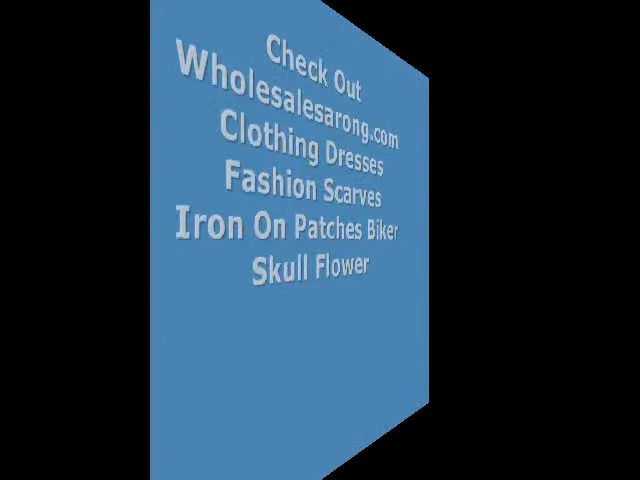 Check Out
Wholesalesarong.com
Clothing Dresses
Fashion Scarves
Iron On Patches Biker
Skull Flower